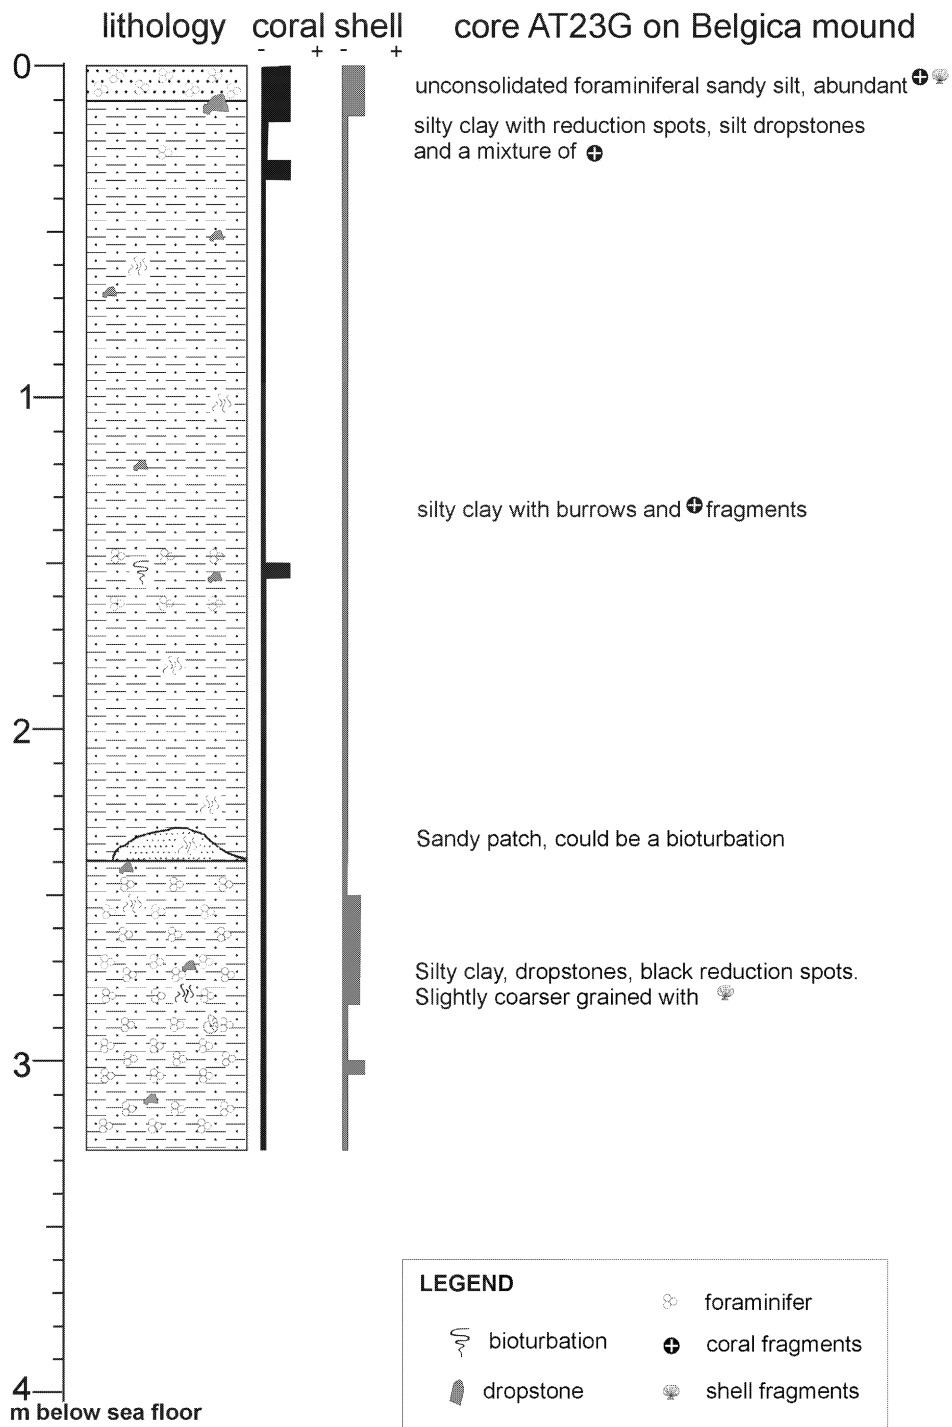 lithology coral shell core AT23G on Belgica mound
- + - +
0
unconsolidated foraminiferal sandy silt, abundant
silty clay with reduction spots, silt dropstones
and a mixture of
1
silty clay with burrows and fragments
2
Sandy patch, could be a bioturbation
Silty clay, dropstones, black reduction spots.
Slightly coarser grained with
3
LEGEND
foraminifer
bioturbation
coral fragments
dropstone
shell fragments
4
m below sea floor